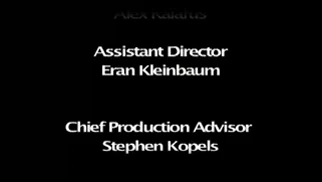 Assistant Director
Eran Kleinbaum
Chief Production Advisor
Stephen Kopels